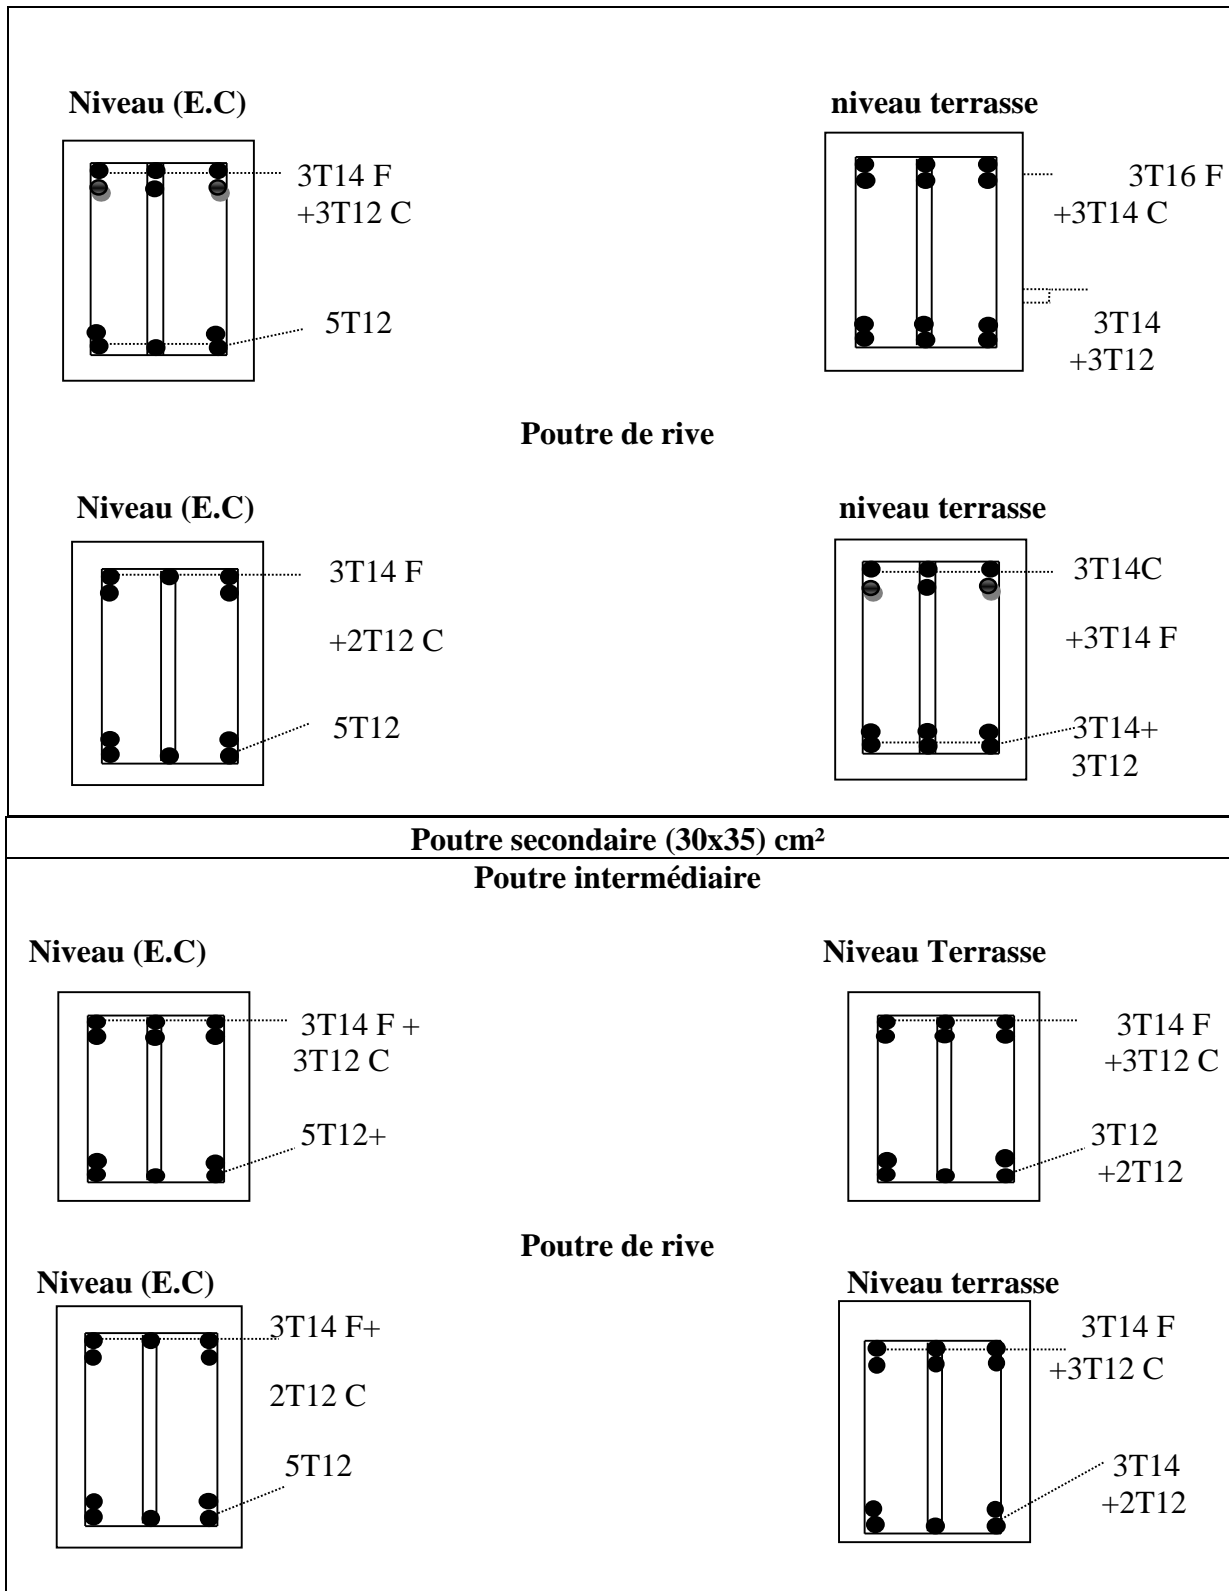 Niveau (E.C)
niveau terrasse
3T14 F
+3T12 C
3T16 F
+3T14 C
5T12
3T14
+3T12
Poutre de rive
Niveau (E.C)
niveau terrasse
3T14 F
+2T12 C
3T14C
+3T14 F
5T12
3T14+
3T12
Poutre secondaire (30x35) cm²
Poutre intermédiaire
Niveau (E.C)
Niveau Terrasse
3T14 F +
3T12 C
3T14 F
+3T12 C
5T12+
3T12
+2T12
Poutre de rive
Niveau (E.C)
Niveau terrasse
3T14 F+
2T12 C
3T14 F
+3T12 C
5T12
3T14
+2T12